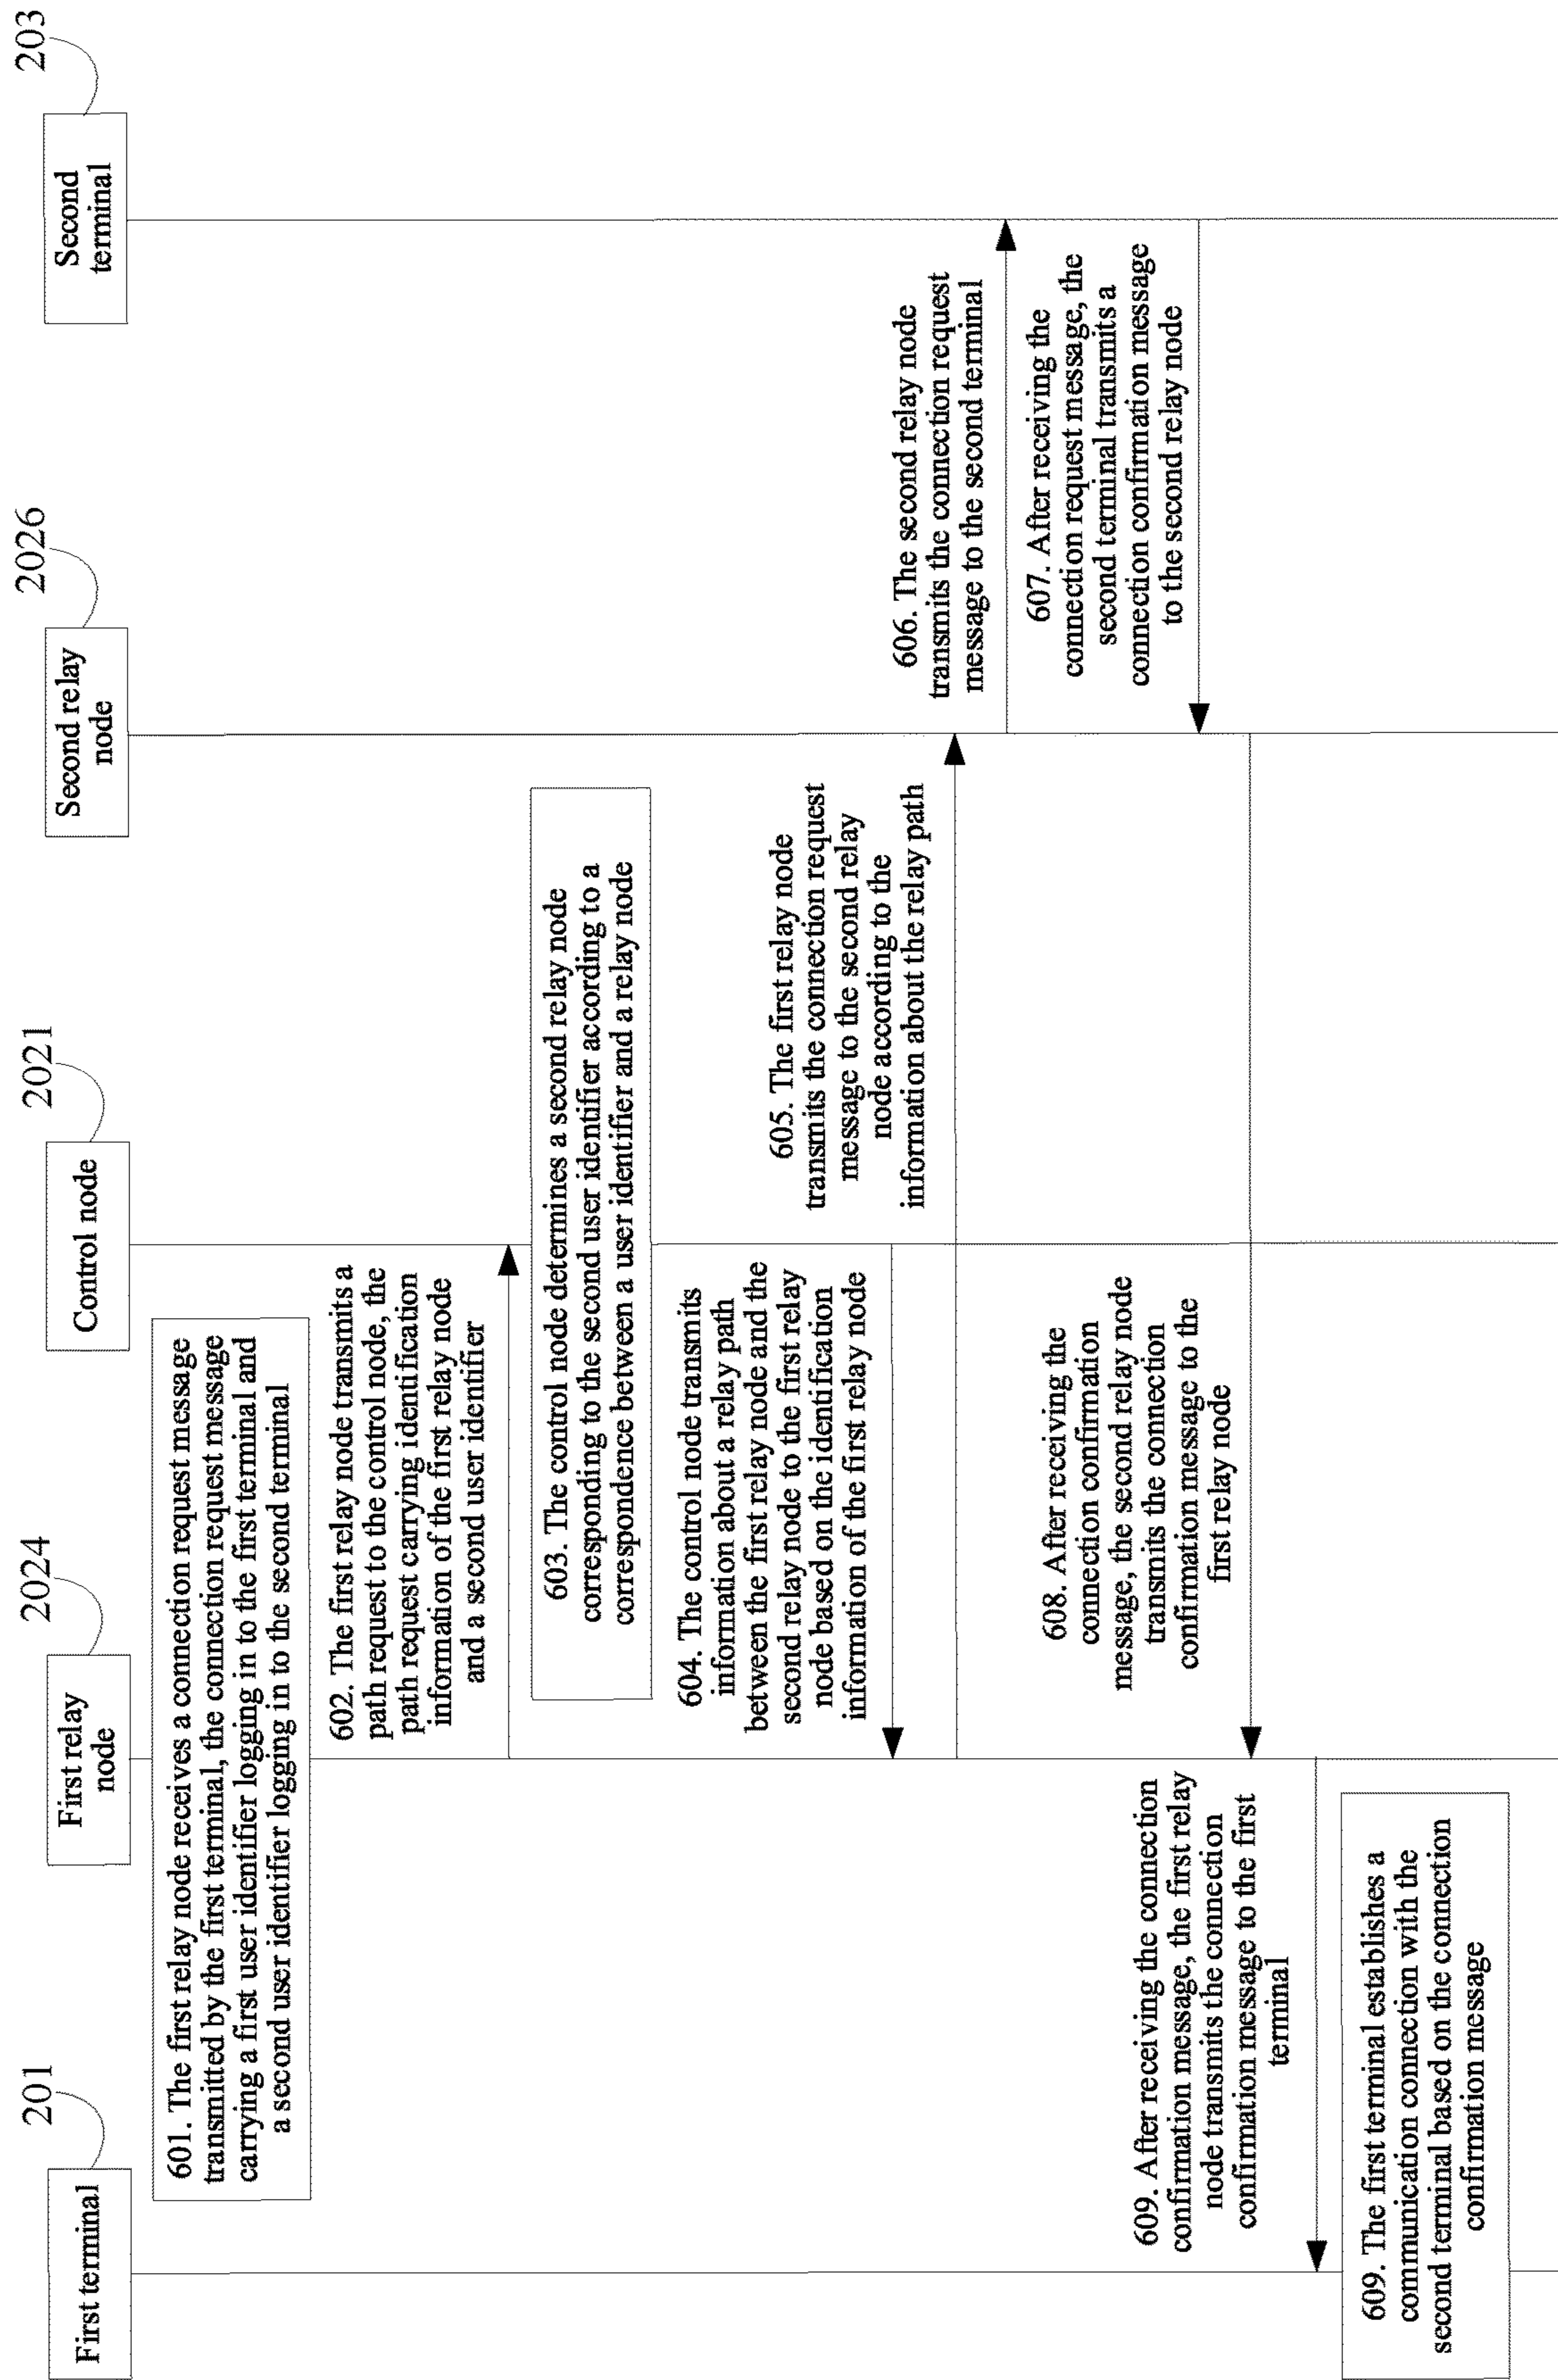 201
2024
2021
2026
203
First terminal
First relay
node
Control node
Second relay
node
Second
terminal
601. The first relay node receives a connection request message
transmitted by the first terminal, the connection request message
carrying a first user identifier logging in to the first terminal and
a second user identifier logging in to the second terminal
602. The first relay node transmits a
path request to the control node, the
path request carrying identification
information of the first relay node
and a second user identifier
603. The control node determines a second relay node
corresponding to the second user identifier according to a
correspondence between a user identifier and a relay node
604. The control node transmits
information about a relay path
between the first relay node and the
second relay node to the first relay
node based on the identification
information of the first relay node
605. The first relay node
transmits the connection request
message to the second relay
node according to the
information about the relay path
606. The second relay node
transmits the connection request
message to the second terminal
607. After receiving the
connection request message, the
second terminal transmits a
connection confirmation message
to the second relay node
608. After receiving the
connection confirmation
message, the second relay node
transmits the connection
confirmation message to the
first relay node
609. After receiving the connection
confirmation message, the first relay
node transmits the connection
confirmation message to the first
terminal
609. The first terminal establishes a
communication connection with the
second terminal based on the connection
confirmation message